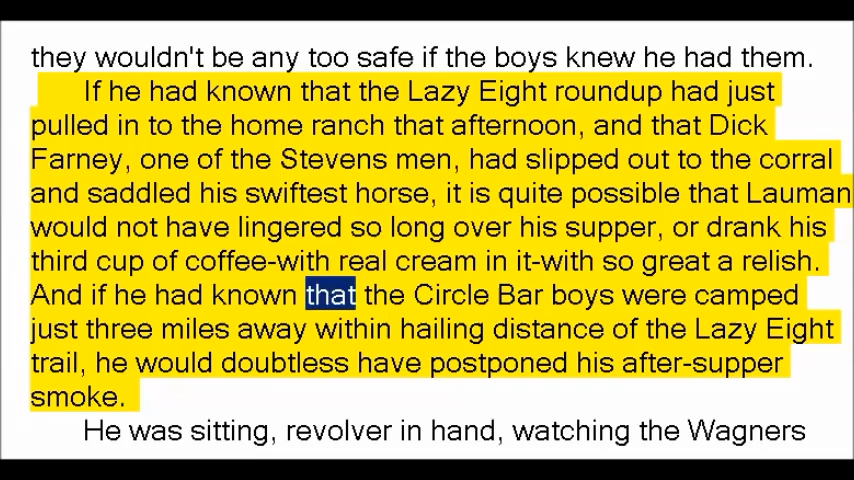 they wouldn't be any too safe if the boys knew he had them.
If he had known that the Lazy Eight roundup had just
pulled in to the home ranch that afternoon, and that Dick
Farney, one of the Stevens men, had slipped out to the corral
and saddled his swiftest horse, it is quite possible that Lauman
would not have lingered so long over his supper, or drank his
third cup of coffee-with real cream in it-with so great a relish.
And if he had known that the Circle Bar boys were camped
just three miles away within hailing distance of the Lazy Eight
trail, he would doubtless have postponed his after-supper
smoke.
He was sitting, revolver in hand, watching the Wagners